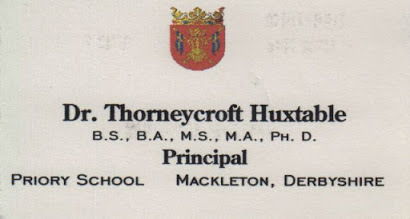 Dr. Thorneycroft Huxtable
B.S., B.A., M.S., M.A., Ph. D.
Principal
Priory School Mackleton, Derbyshire